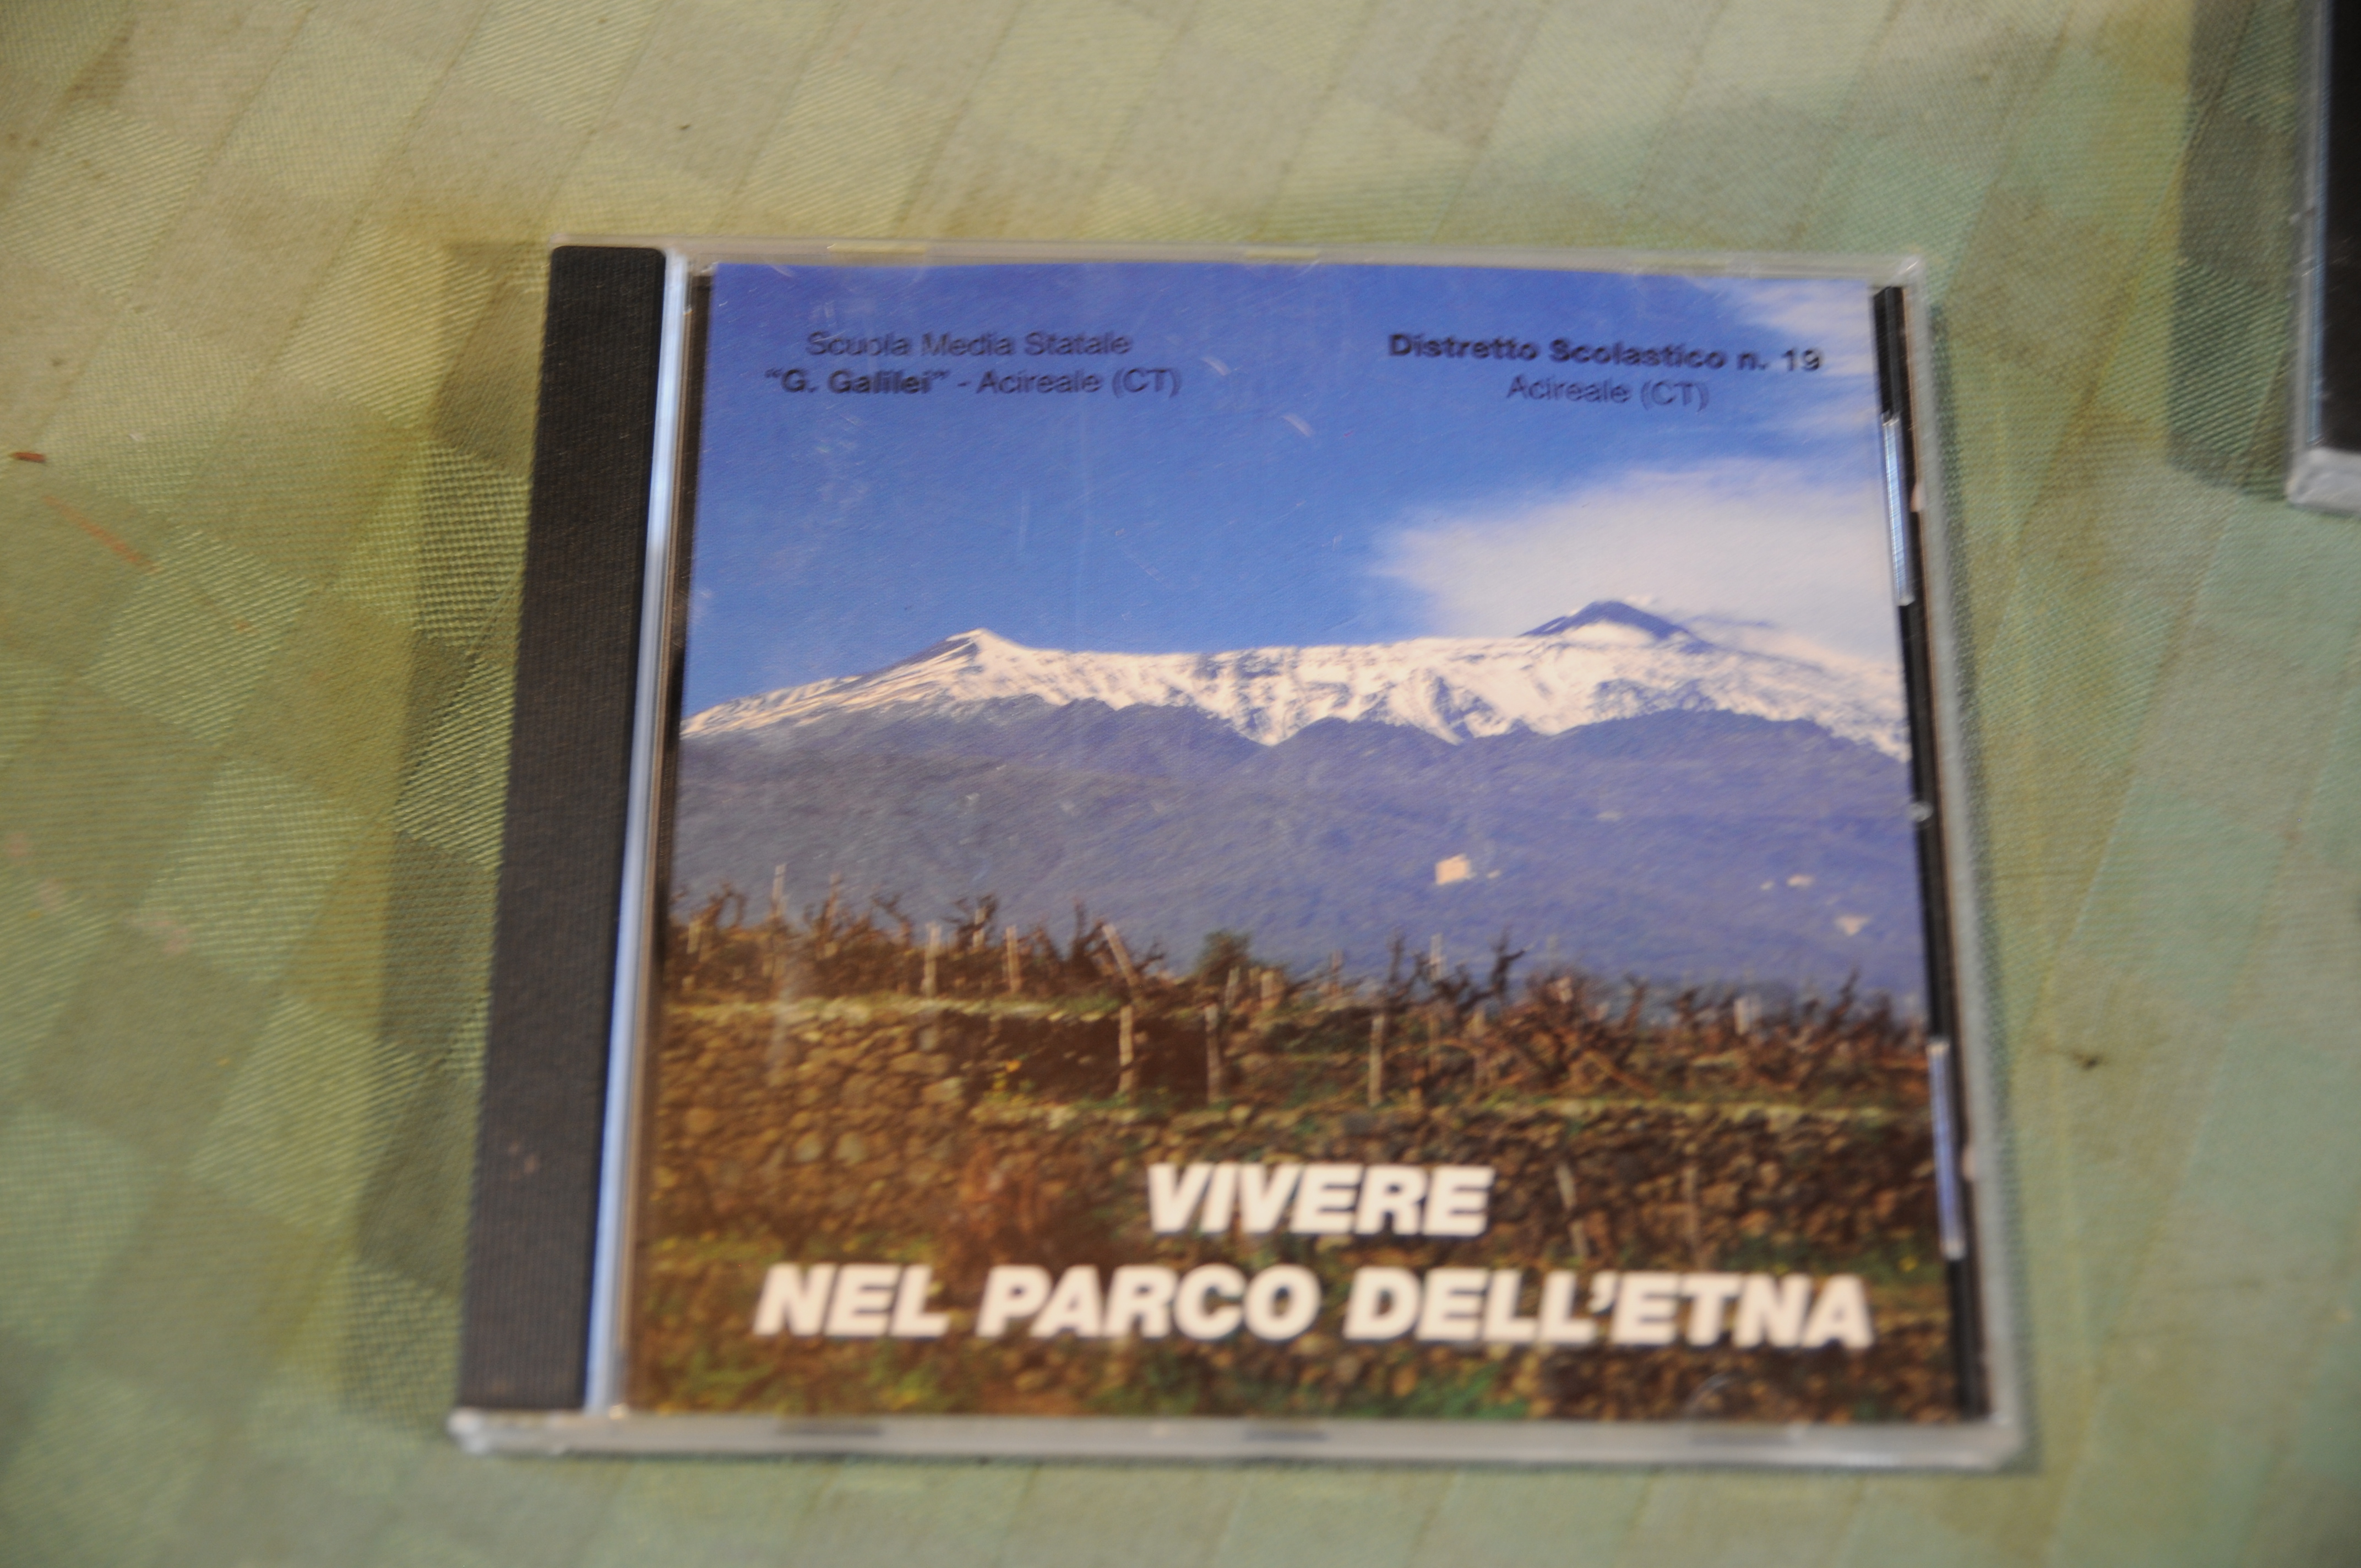 Scuola Media Statale
"G. Galilei" - Acireale (CT)
Distretto Scolastico n. 19
Acireale (CT)
VIVERE
NEL PARCO DELL'ETNA